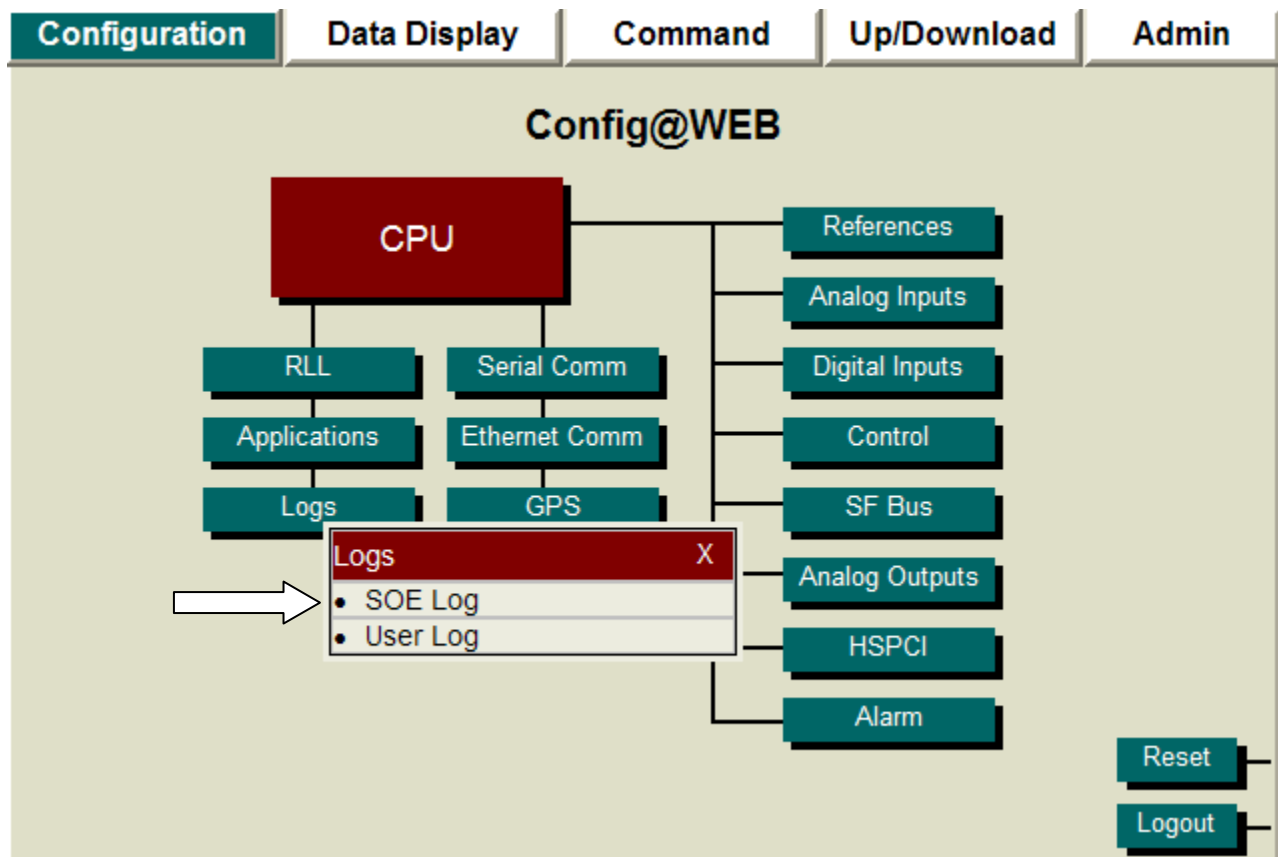 Configuration
Data Display
Command
Up/Download
Admin
Config@WEB
CPU
References
Analog Inputs
RLL
Serial Comm
Digital Inputs
Applications
Ethernet Comm
Control
Logs
GPS
SF Bus
Logs X
• SOE Log
• User Log
Analog Outputs
HSPCI
Alarm
Reset
Logout